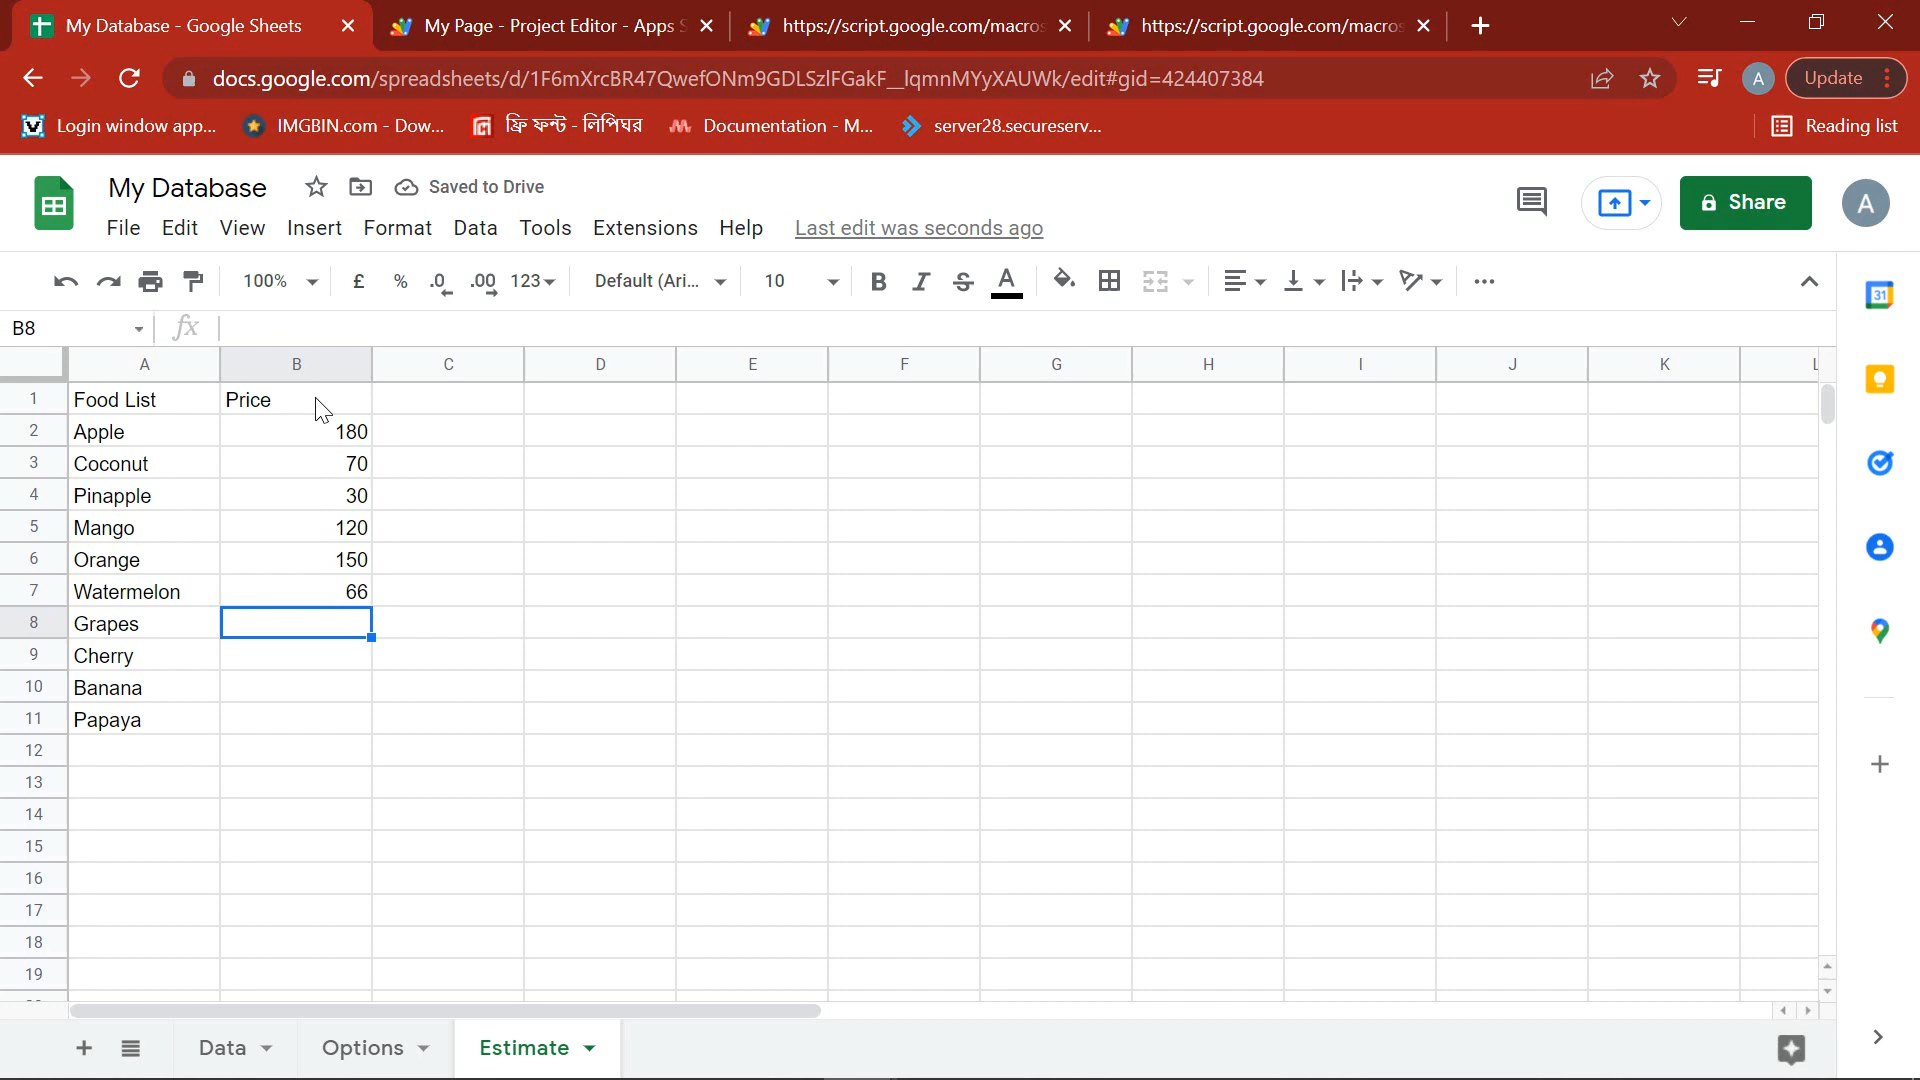 My Database - Google Sheets
My Page - Project Editor - Apps S
https://script.google.com/macros
https://script.google.com/macros
docs.google.com/spreadsheets/d/1F6mXrcBR47QwefONm9GDLSzlFGakF__lqmnMYyXAUWk/edit#gid=424407384
A
Update
Login window app...
IMGBIN.com - Dow...
ফ্রি ফন্ট - লিপিঘর
Documentation - M...
server28.secureserv...
Reading list
My Database
Saved to Drive
Share
A
File Edit View Insert Format Data Tools Extensions Help Last edit was seconds ago
100% £ % .0 .00 123 Default (Ari... 10 B I S A
31
B8 fx
A B C D E F G H I J K L
1 Food List Price
2 Apple 180
3 Coconut 70
4 Pinapple 30
5 Mango 120
6 Orange 150
7 Watermelon 66
8 Grapes
9 Cherry
10 Banana
11 Papaya
12
13
14
15
16
17
18
19
Data Options Estimate